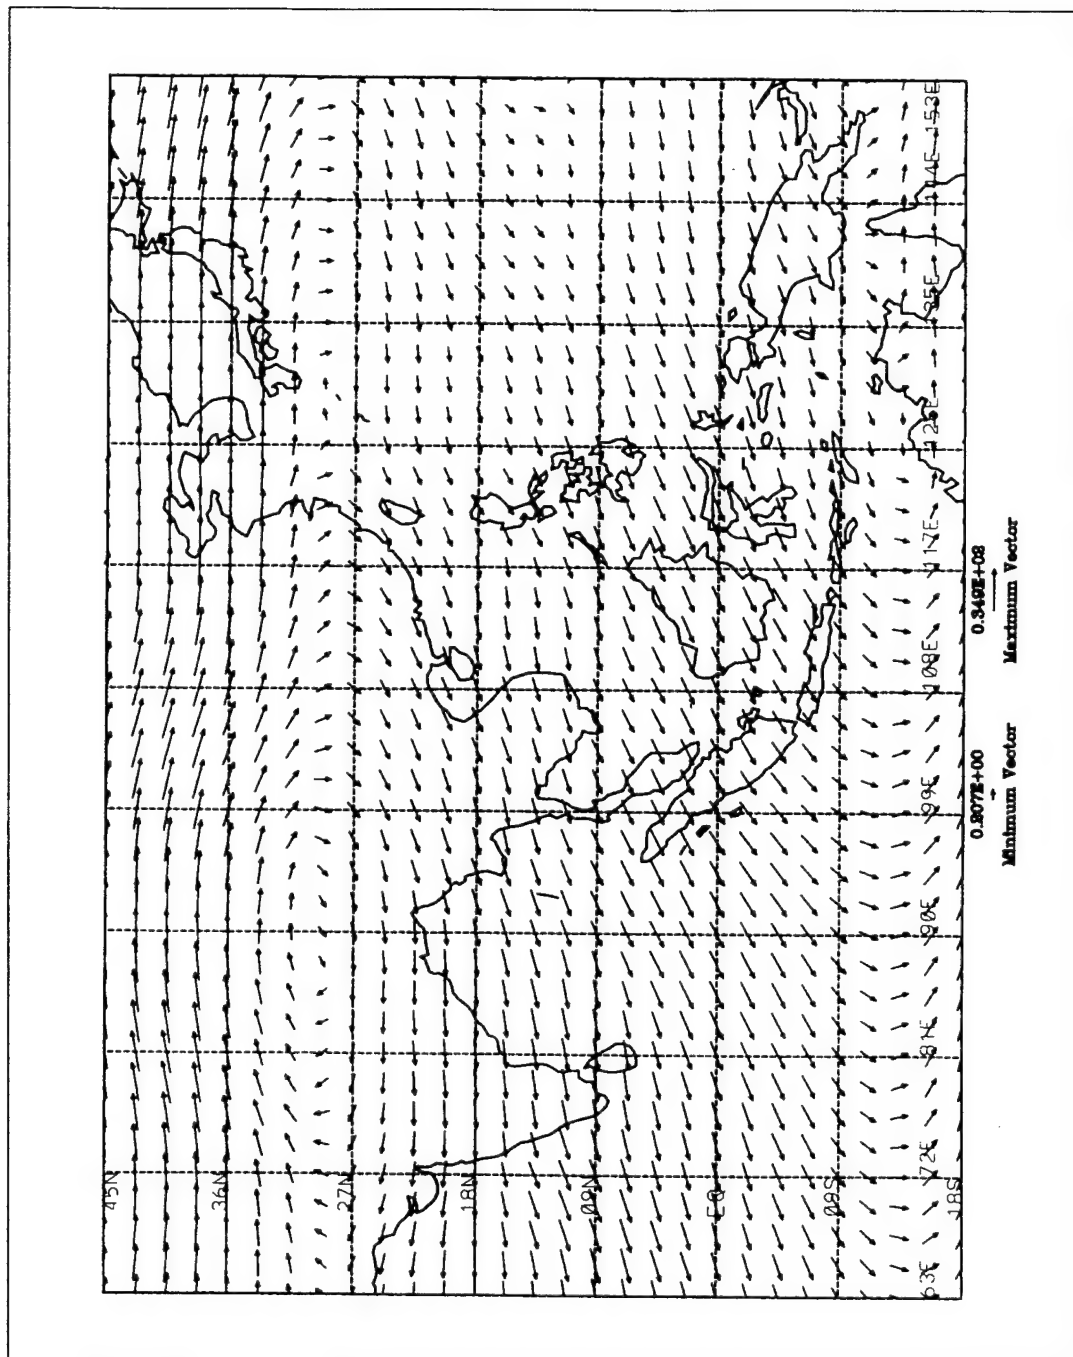 45N
36N
27N
18N
09N
EQ
09S
18S
63E
72E
81E
90E
99E
108E
117E
126E
135E
144E
153E
0.207E+00
Minimum Vector
0.349E+02
Maximum Vector